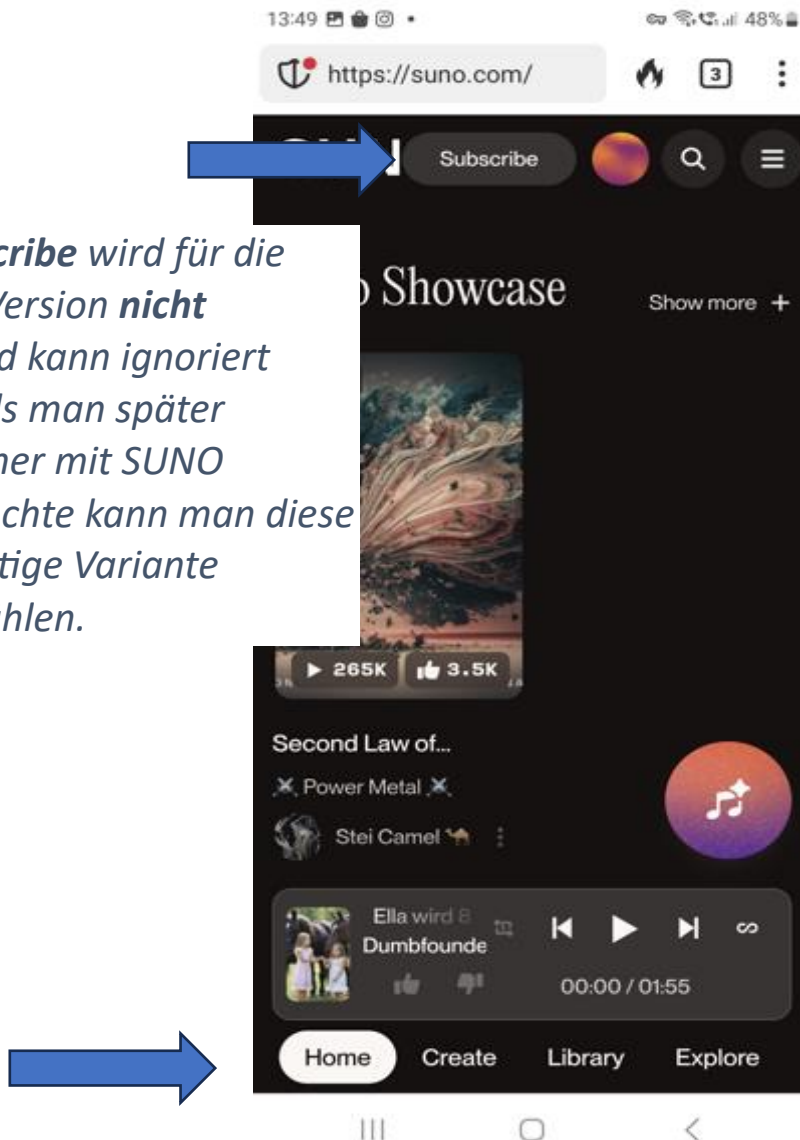 13:49
48%
https://suno.com/
3
Subscribe
cribe wird für die
Version nicht
d kann ignoriert
ls man später
her mit SUNO
chte kann man diese
tige Variante
hlen.
Showcase
Show more +
265K
3.5K
Second Law of...
Power Metal
Stei Camel
Ella wird 8
Dumbfounde
00:00 / 01:55
Home
Create
Library
Explore